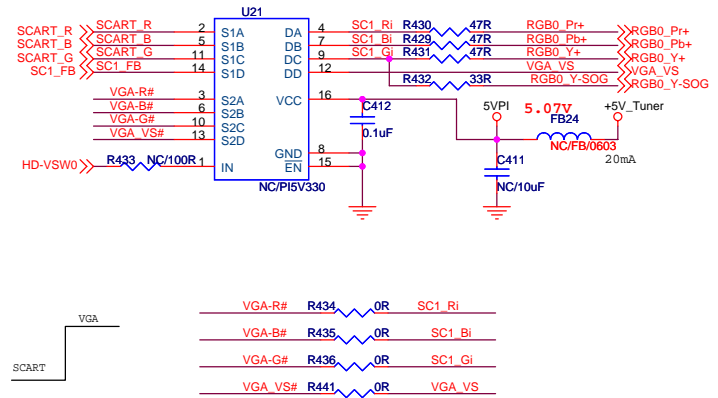 U21
SCART_R SCART_R 2 S1A DA 4 SC1_Ri R430 47R RGB0_Pr+ RGB0_Pr+
SCART_B SCART_B 5 S1B DB 7 SC1_Bi R429 47R RGB0_Pb+ RGB0_Pb+
SCART_G SCART_G 11 S1C DC 9 SC1_Gi R431 47R RGB0_Y+ RGB0_Y+
SC1_FB SC1_FB 14 S1D DD 12 VGA_VS VGA_VS
R432 33R RGB0_Y-SOG RGB0_Y-SOG
VGA-R# 3 S2A VCC 16
VGA-B# 6 S2B
VGA-G# 10 S2C
VGA_VS# 13 S2D
C412
0.1uF
5VPI 5.07V +5V_Tuner
FB24
NC/FB/0603
20mA
GND 8
HD-VSW0 R433 NC/100R 1 IN EN 15
NC/PI5V330
C411
NC/10uF
VGA
SCART
VGA-R# R434 0R SC1_Ri
VGA-B# R435 0R SC1_Bi
VGA-G# R436 0R SC1_Gi
VGA_VS# R441 0R VGA_VS